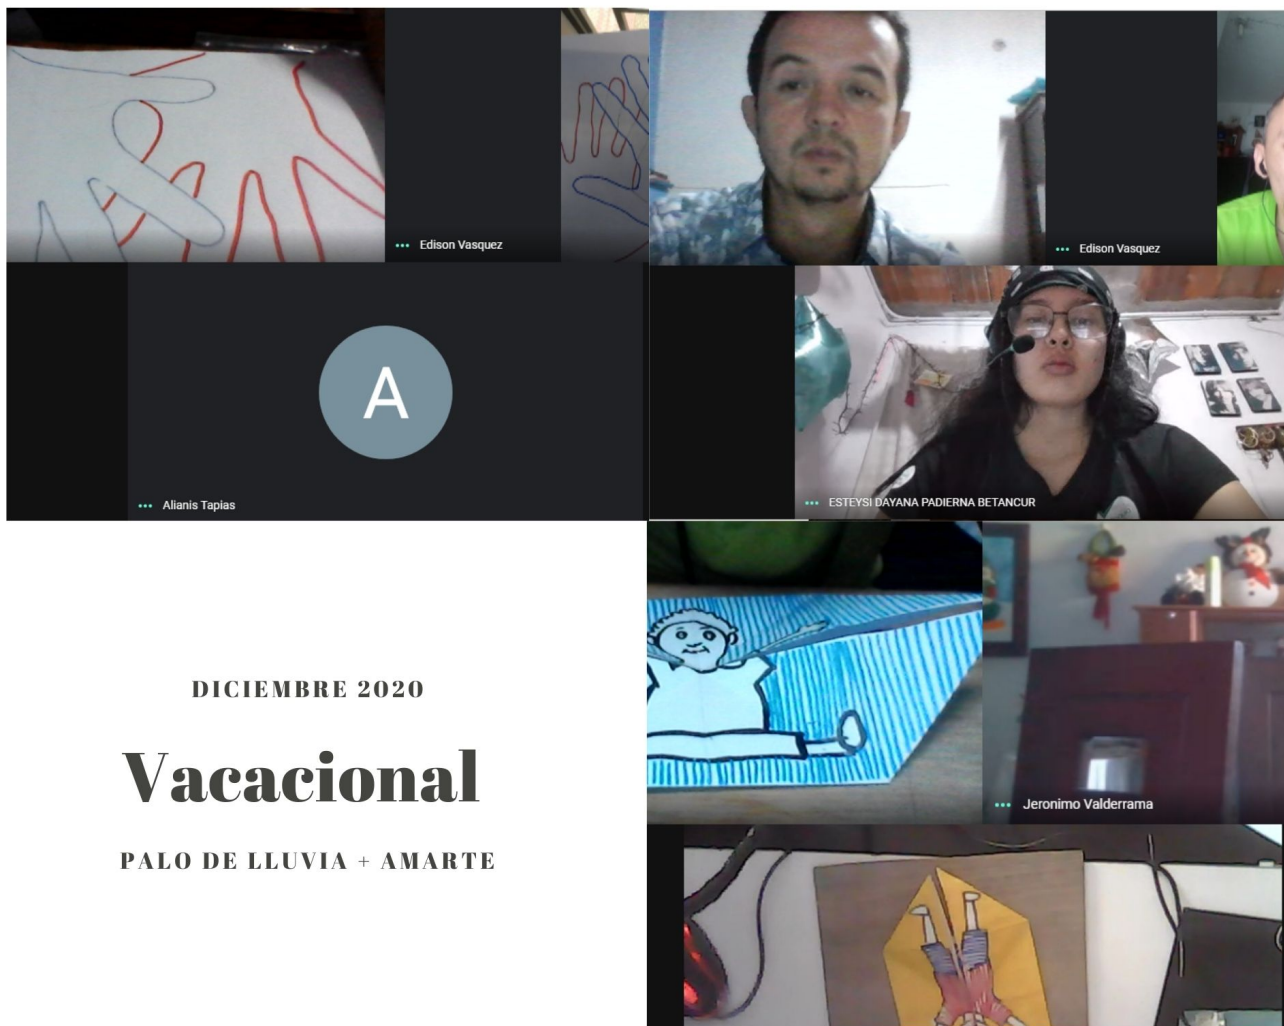 Edison Vasquez
Edison Vasquez
A
Alianis Tapias
ESTEYSI DAYANA PADIERNA BETANCUR
DICIEMBRE 2020
Vacacional
PALO DE LLUVIA + AMARTE
Jeronimo Valderrama